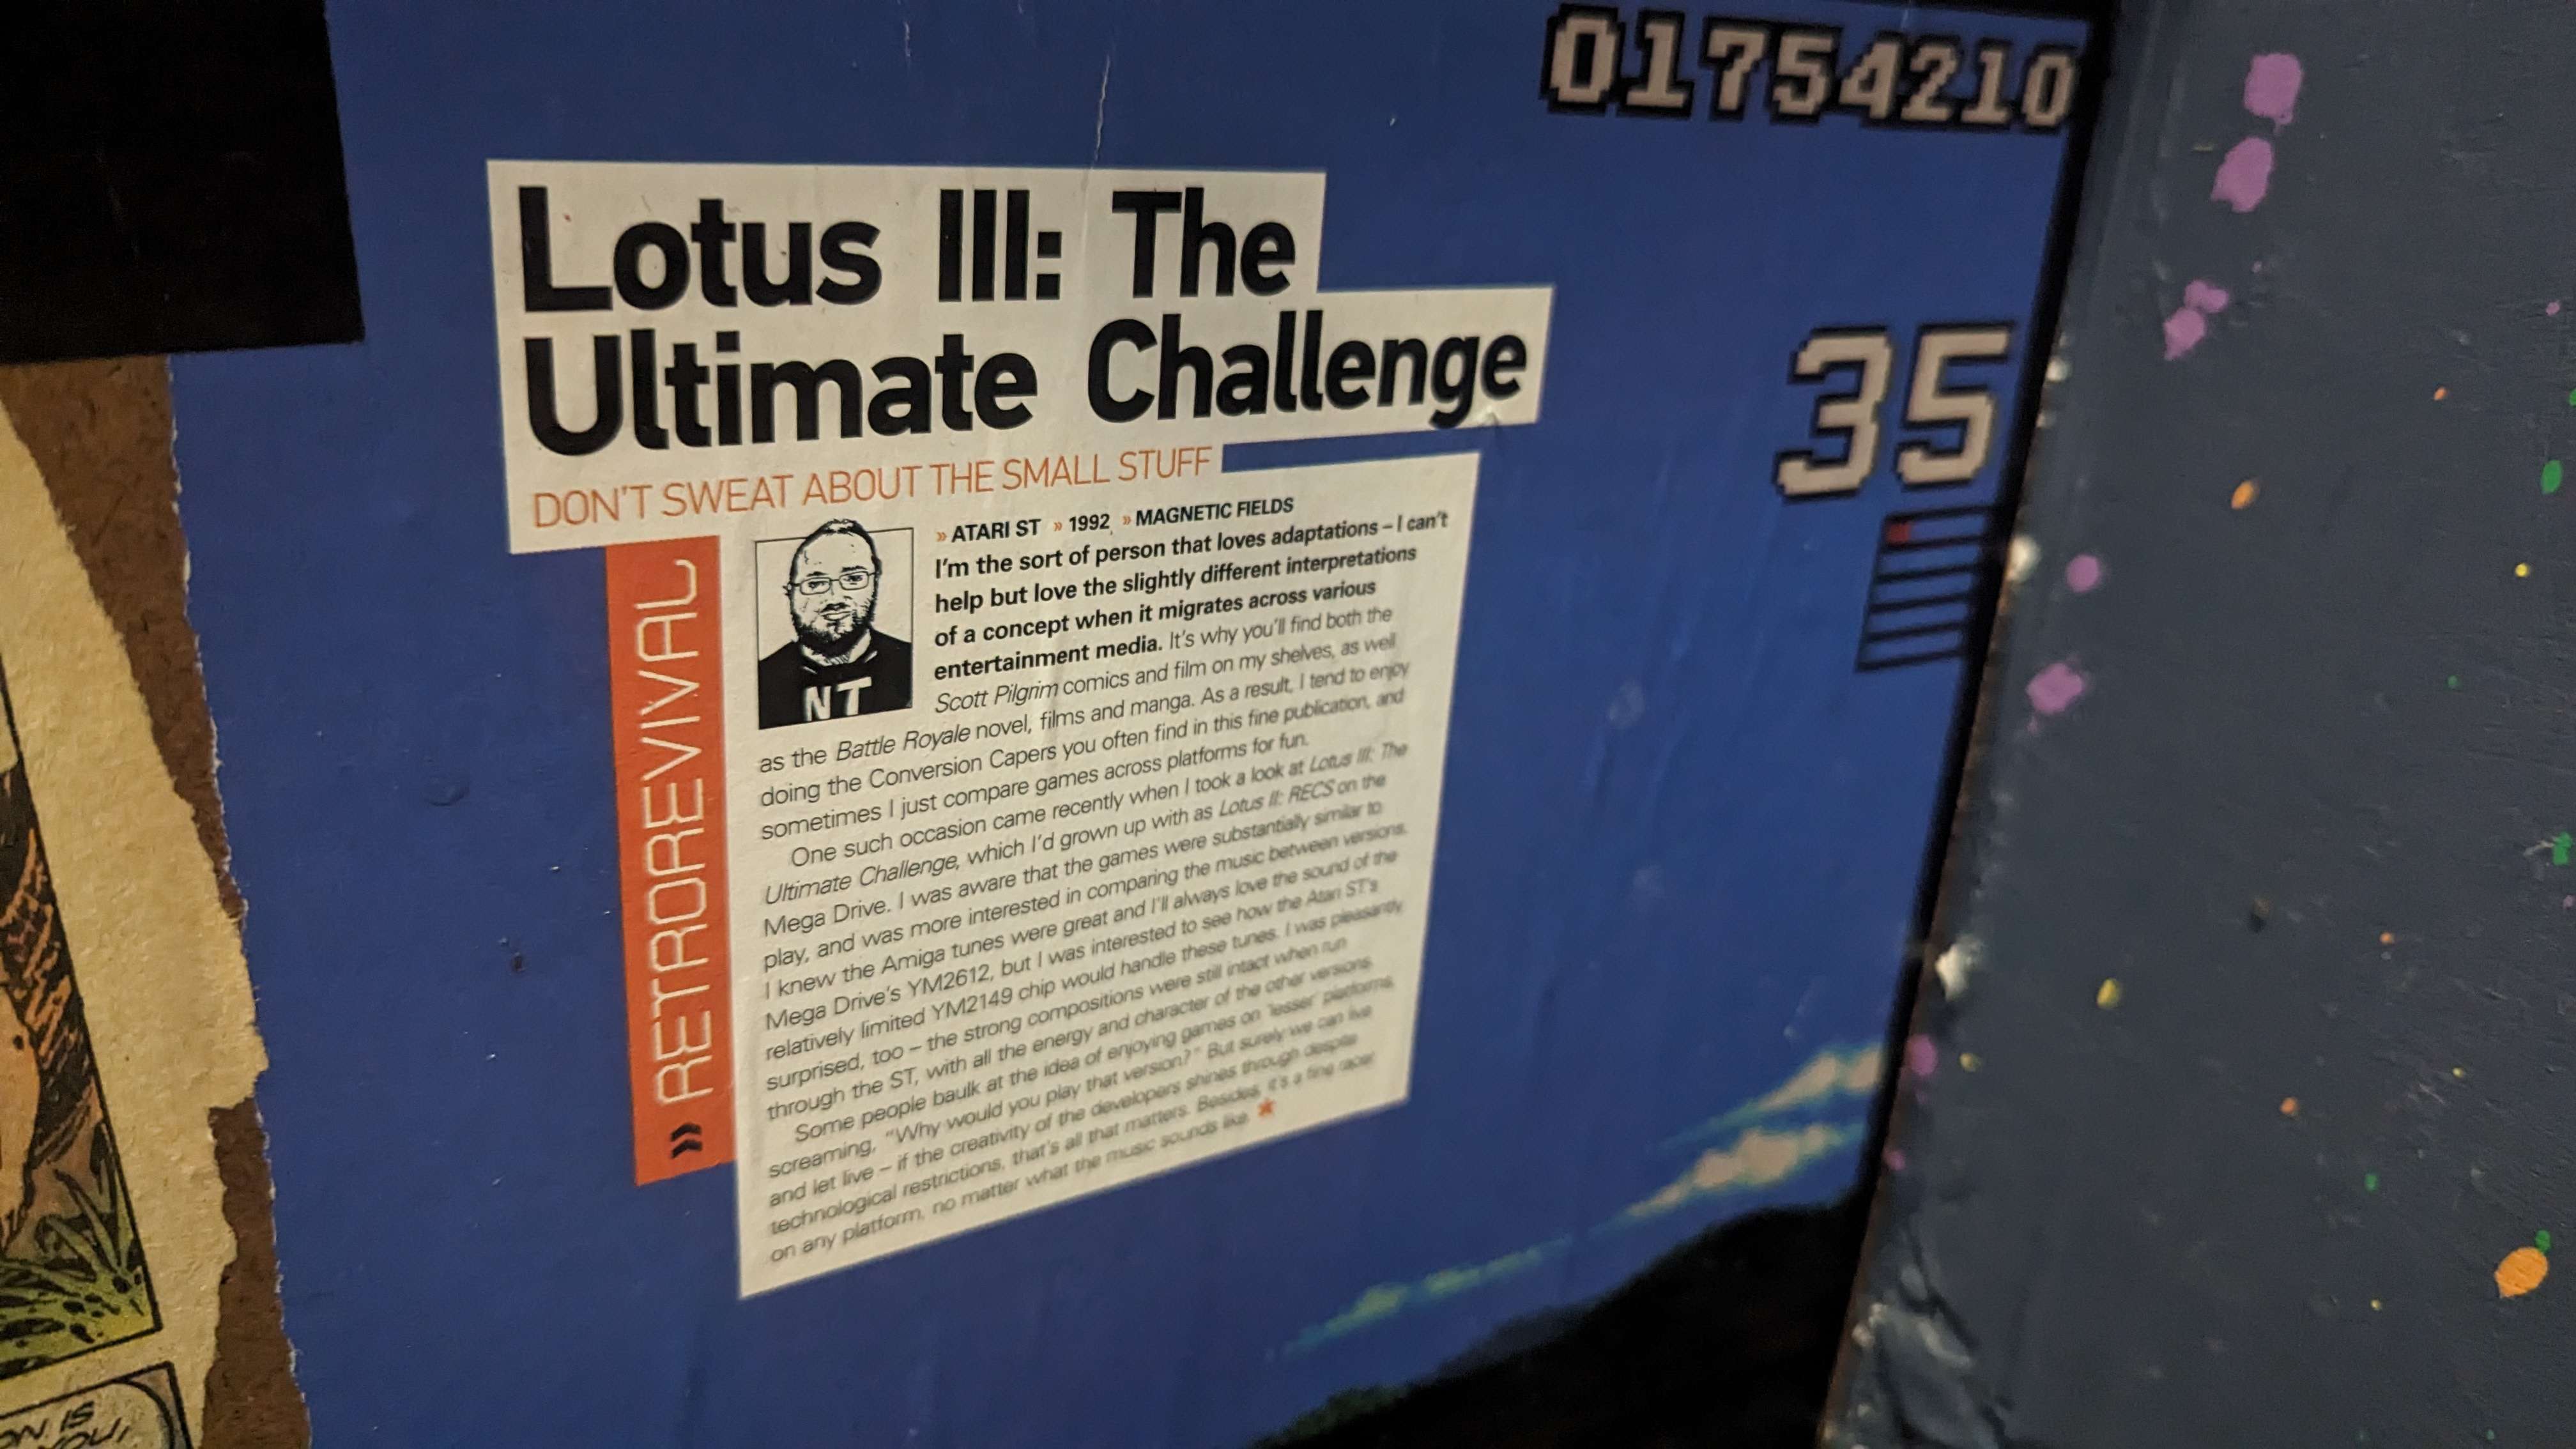 01754210
Lotus III: The
Ultimate Challenge
DON'T SWEAT ABOUT THE SMALL STUFF
35
» RETROREVIVAL
NT
» ATARI ST » 1992 » MAGNETIC FIELDS
I'm the sort of person that loves adaptations – I can't
help but love the slightly different interpretations
of a concept when it migrates across various
entertainment media. It's why you'll find both the
Scott Pilgrim comics and film on my shelves, as well
as the Battle Royale novel, films and manga. As a result, I tend to enjoy
doing the Conversion Capers you often find in this fine publication, and
sometimes I just compare games across platforms for fun.
One such occasion came recently when I took a look at Lotus III: The
Ultimate Challenge, which I'd grown up with as Lotus II: RECS on the
Mega Drive. I was aware that the games were substantially similar to
play, and was more interested in comparing the music between versions.
I knew the Amiga tunes were great and I'll always love the sound of the
Mega Drive's YM2612, but I was interested to see how the Atari ST's
relatively limited YM2149 chip would handle these tunes. I was pleasantly
surprised, too – the strong compositions were still intact when run
through the ST, with all the energy and character of the other versions.
Some people baulk at the idea of enjoying games on 'lesser' platforms,
screaming, "Why would you play that version?" But surely we can live
and let live – if the creativity of the developers shines through despite
technological restrictions, that's all that matters. Besides, it's a fine racer
on any platform, no matter what the music sounds like.
ON IS
YOU,